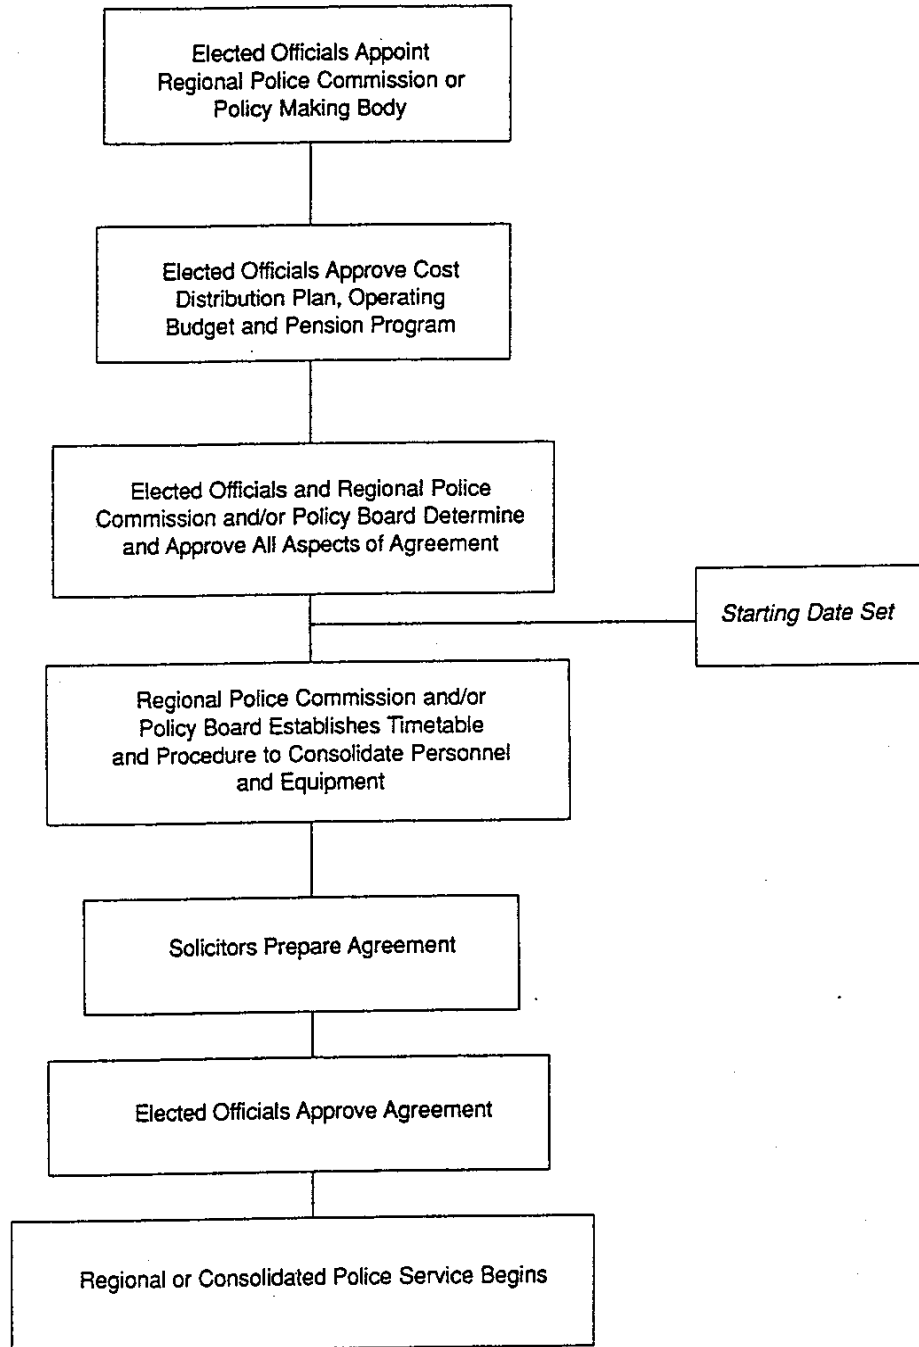 Elected Officials Appoint
Regional Police Commission or
Policy Making Body
Elected Officials Approve Cost
Distribution Plan, Operating
Budget and Pension Program
Elected Officials and Regional Police
Commission and/or Policy Board Determine
and Approve All Aspects of Agreement
Starting Date Set
Regional Police Commission and/or
Policy Board Establishes Timetable
and Procedure to Consolidate Personnel
and Equipment
Solicitors Prepare Agreement
Elected Officials Approve Agreement
Regional or Consolidated Police Service Begins